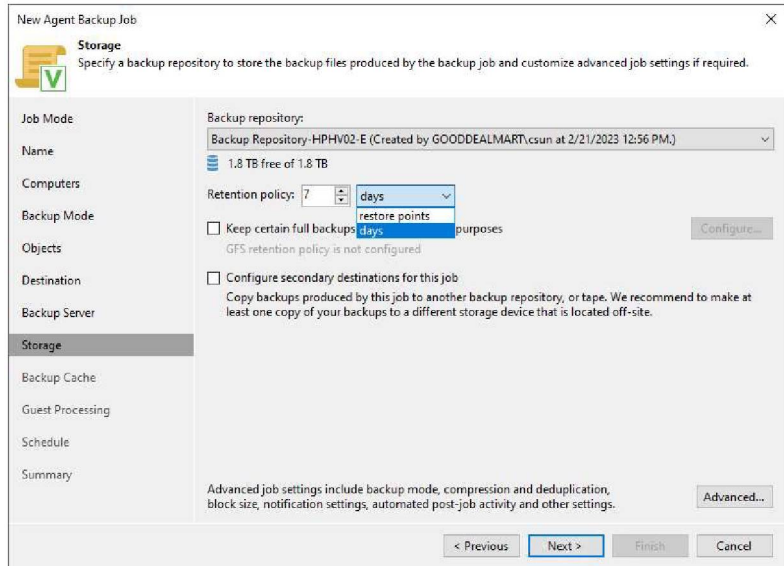 New Agent Backup Job
Storage
Specify a backup repository to store the backup files produced by the backup job and customize advanced job settings if required.
Job Mode
Name
Computers
Backup Mode
Objects
Destination
Backup Server
Storage
Backup Cache
Guest Processing
Schedule
Summary
Backup repository:
Backup Repository-HPHV02-E (Created by GOODDEALMART\csun at 2/21/2023 12:56 PM.)
1.8 TB free of 1.8 TB
Retention policy: 7 days
restore points
days
Keep certain full backups purposes
Configure...
GFS retention policy is not configured
Configure secondary destinations for this job
Copy backups produced by this job to another backup repository, or tape. We recommend to make at
least one copy of your backups to a different storage device that is located off-site.
Advanced job settings include backup mode, compression and deduplication,
block size, notification settings, automated post-job activity and other settings.
Advanced...
< Previous
Next >
Finish
Cancel